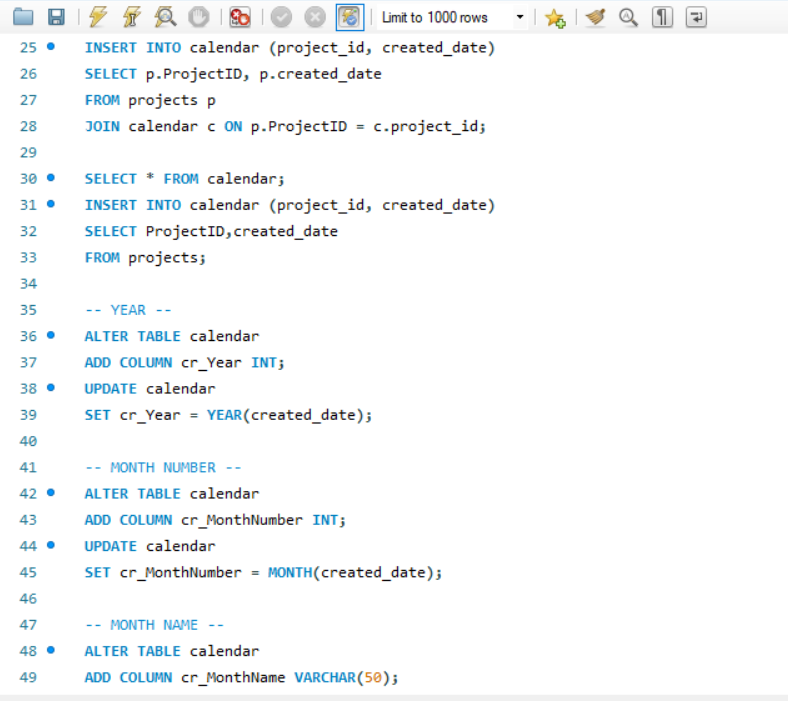 Limit to 1000 rows
25 INSERT INTO calendar (project_id, created_date)
26 SELECT p.ProjectID, p.created_date
27 FROM projects p
28 JOIN calendar c ON p.ProjectID = c.project_id;
29
30 SELECT * FROM calendar;
31 INSERT INTO calendar (project_id, created_date)
32 SELECT ProjectID,created_date
33 FROM projects;
34
35 -- YEAR --
36 ALTER TABLE calendar
37 ADD COLUMN cr_Year INT;
38 UPDATE calendar
39 SET cr_Year = YEAR(created_date);
40
41 -- MONTH NUMBER --
42 ALTER TABLE calendar
43 ADD COLUMN cr_MonthNumber INT;
44 UPDATE calendar
45 SET cr_MonthNumber = MONTH(created_date);
46
47 -- MONTH NAME --
48 ALTER TABLE calendar
49 ADD COLUMN cr_MonthName VARCHAR(50);